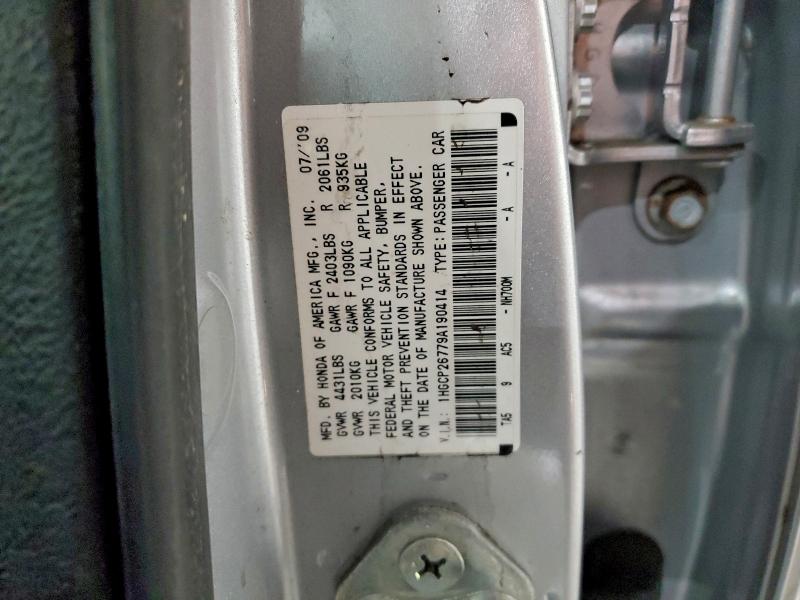 MFD. BY HONDA OF AMERICA MFG., INC. 07/'09
GVWR 4431LBS GAWR F 2403LBS R 2061LBS
GVWR 2010KG GAWR F 1090KG R 935KG
THIS VEHICLE CONFORMS TO ALL APPLICABLE
FEDERAL MOTOR VEHICLE SAFETY, BUMPER,
AND THEFT PREVENTION STANDARDS IN EFFECT
ON THE DATE OF MANUFACTURE SHOWN ABOVE.
V.I.N.: 1HGCP26779A190414 TYPE: PASSENGER CAR
TA5 9 AC5 - NH700M - A - A